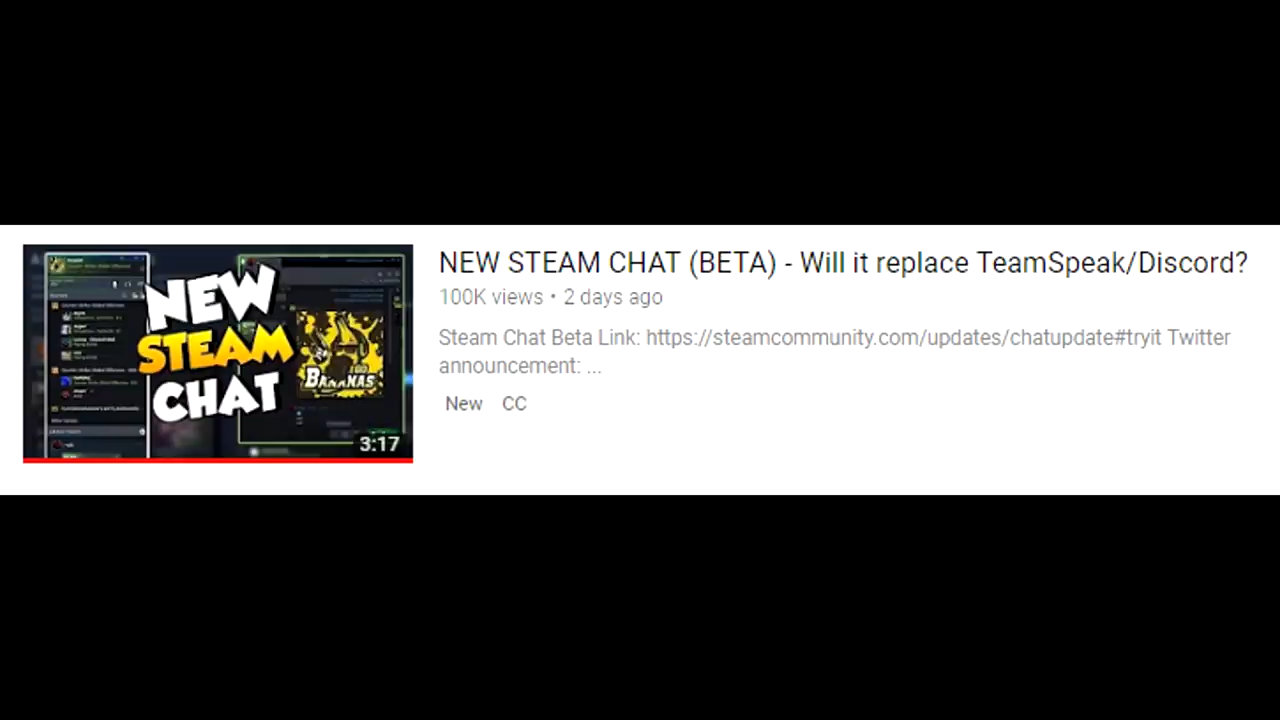 NEW STEAM CHAT (BETA) - Will it replace TeamSpeak/Discord?
100K views • 2 days ago
Steam Chat Beta Link: https://steamcommunity.com/updates/chatupdate#tryit Twitter
announcement: ...
New CC
NEW
STEAM
CHAT
BANANAS
3:17